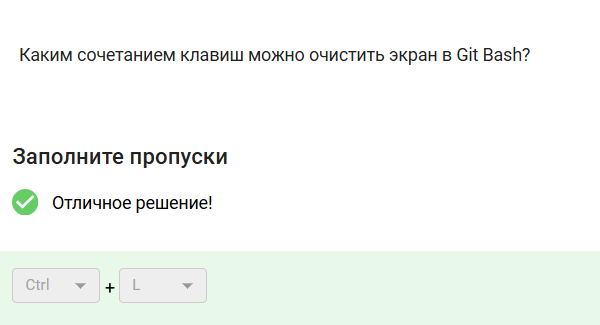 Каким сочетанием клавиш можно очистить экран в Git Bash?
Заполните пропуски
Отличное решение!
Ctrl + L